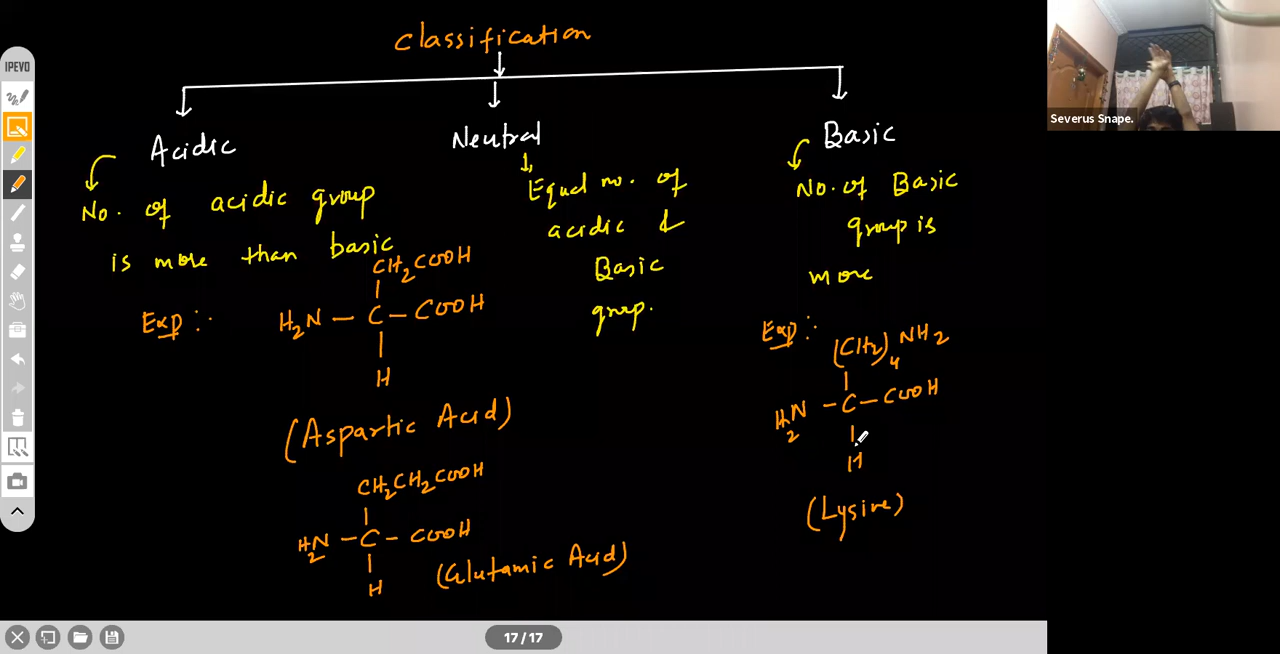 Classification
Acidic
No. of acidic group
is more than basic
Exp :-
CH2COOH
H2N - C - COOH
H
(Aspartic Acid)
CH2CH2COOH
H2N - C - COOH
H
(Glutamic Acid)
Neutral
Equal no. of
acidic &
Basic
group.
Basic
No. of Basic
group is
more
Exp :-
(CH2)4 NH2
H2N - C - COOH
H
(Lysine)
IPEVO
17/17
Severus Snape.